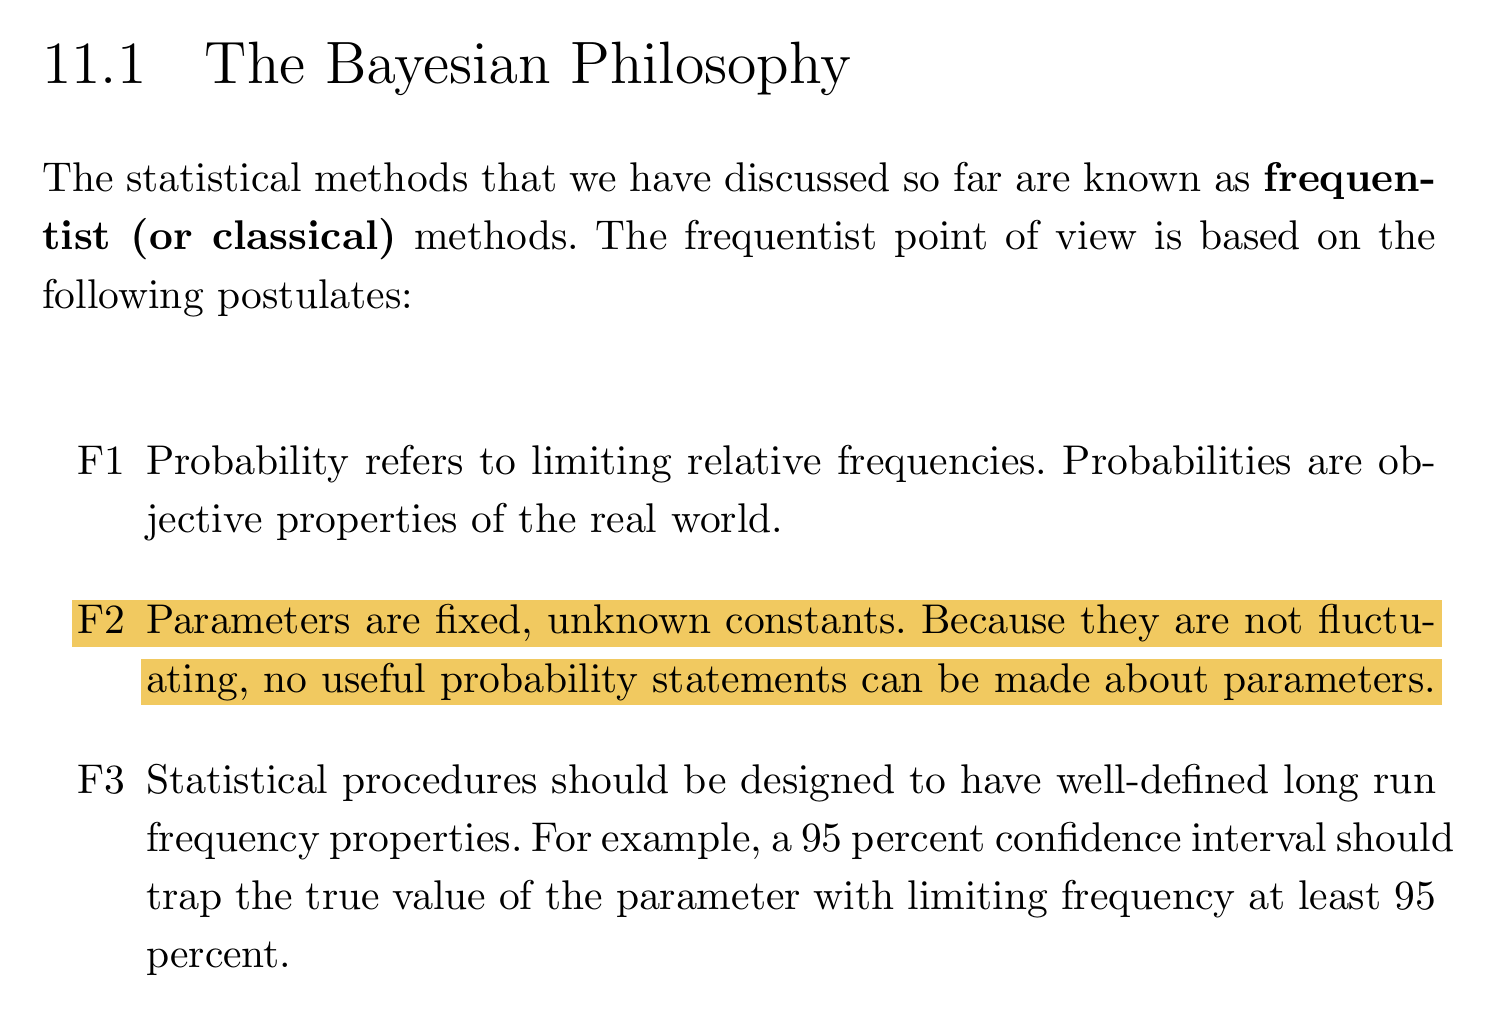 11.1 The Bayesian Philosophy
The statistical methods that we have discussed so far are known as frequen-
tist (or classical) methods. The frequentist point of view is based on the
following postulates:
F1 Probability refers to limiting relative frequencies. Probabilities are ob-
jective properties of the real world.
F2 Parameters are fixed, unknown constants. Because they are not fluctu-
ating, no useful probability statements can be made about parameters.
F3 Statistical procedures should be designed to have well-defined long run
frequency properties. For example, a 95 percent confidence interval should
trap the true value of the parameter with limiting frequency at least 95
percent.